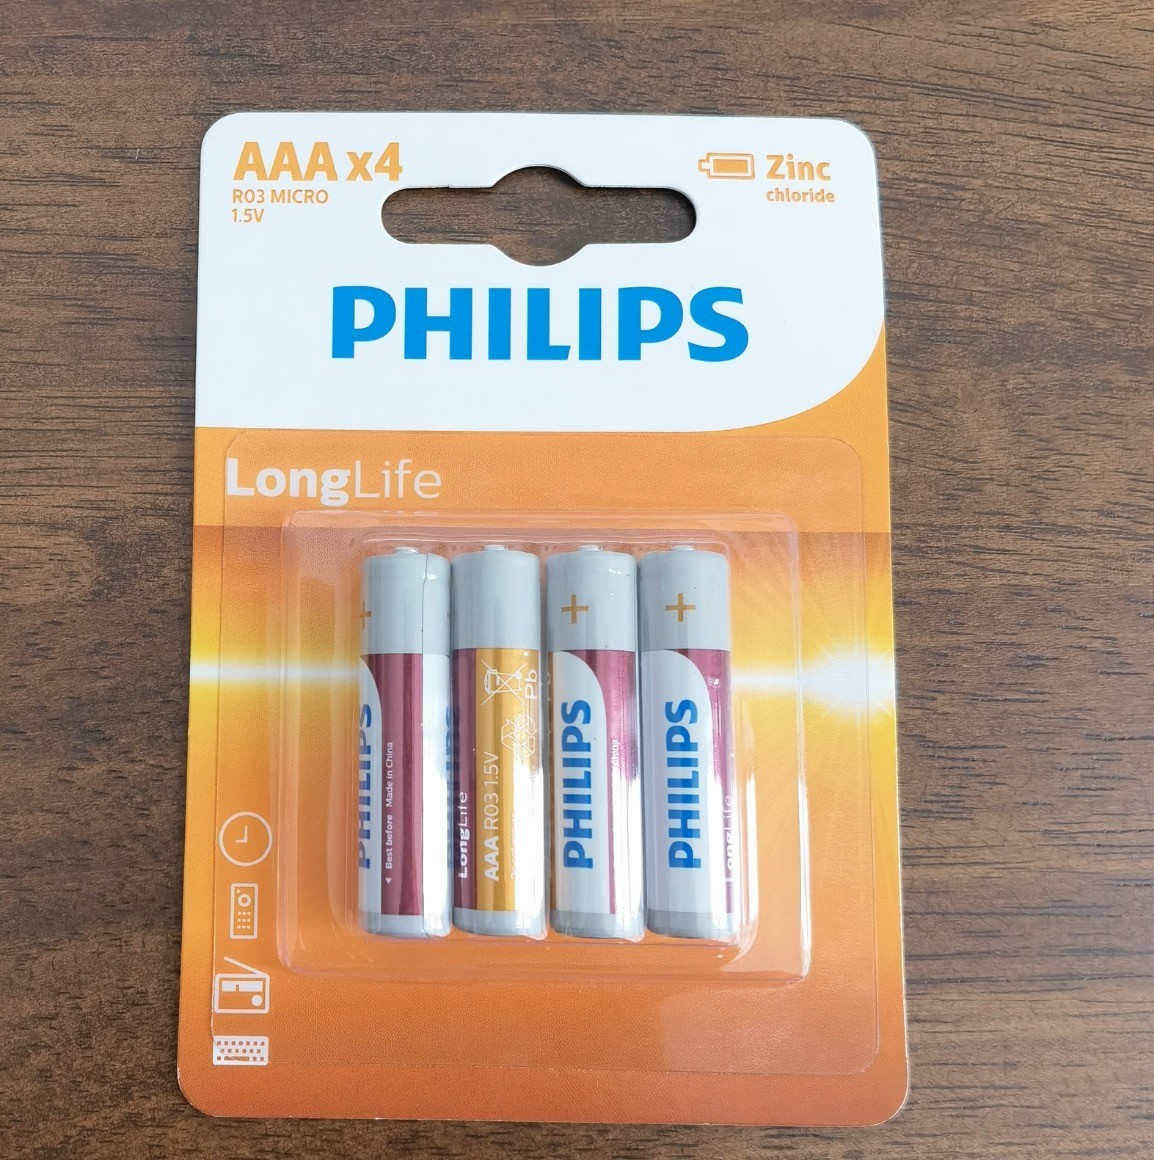 AAA x4
R03 MICRO
1.5V
Zinc
chloride
PHILIPS
LongLife
+
PHILIPS
Best before Made in China
LongLife
AAA R03 1.5V
Pb
+
PHILIPS
China
+
PHILIPS
LongLife